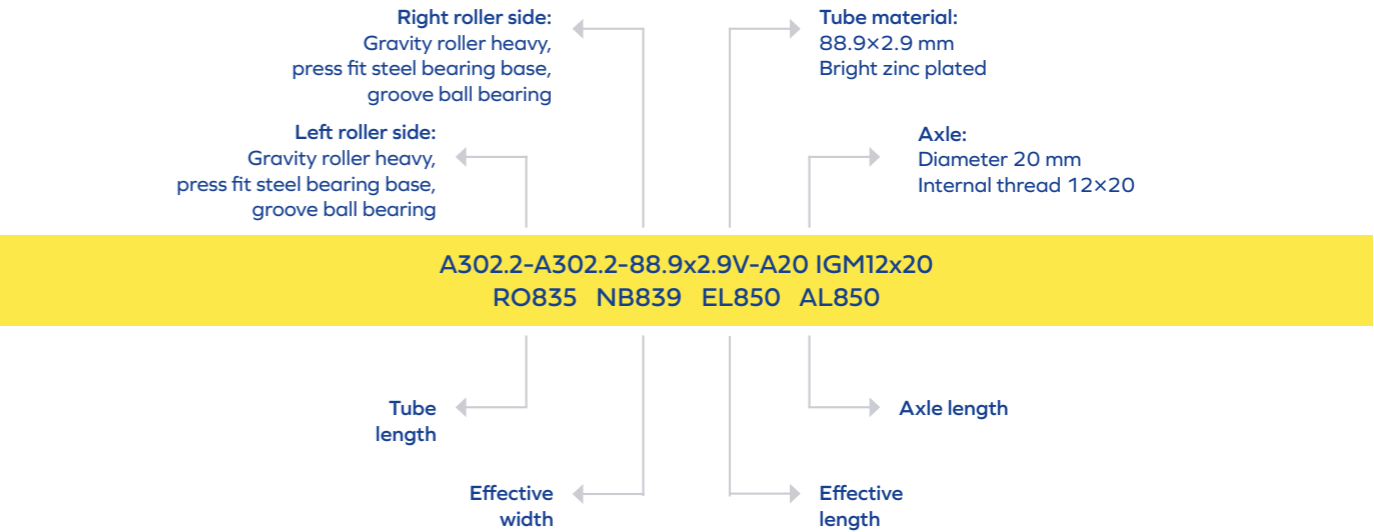 Right roller side:
Gravity roller heavy,
press fit steel bearing base,
groove ball bearing
Tube material:
88.9×2.9 mm
Bright zinc plated
Left roller side:
Gravity roller heavy,
press fit steel bearing base,
groove ball bearing
Axle:
Diameter 20 mm
Internal thread 12×20
A302.2-A302.2-88.9x2.9V-A20 IGM12x20
RO835 NB839 EL850 AL850
Tube
length
Axle length
Effective
width
Effective
length